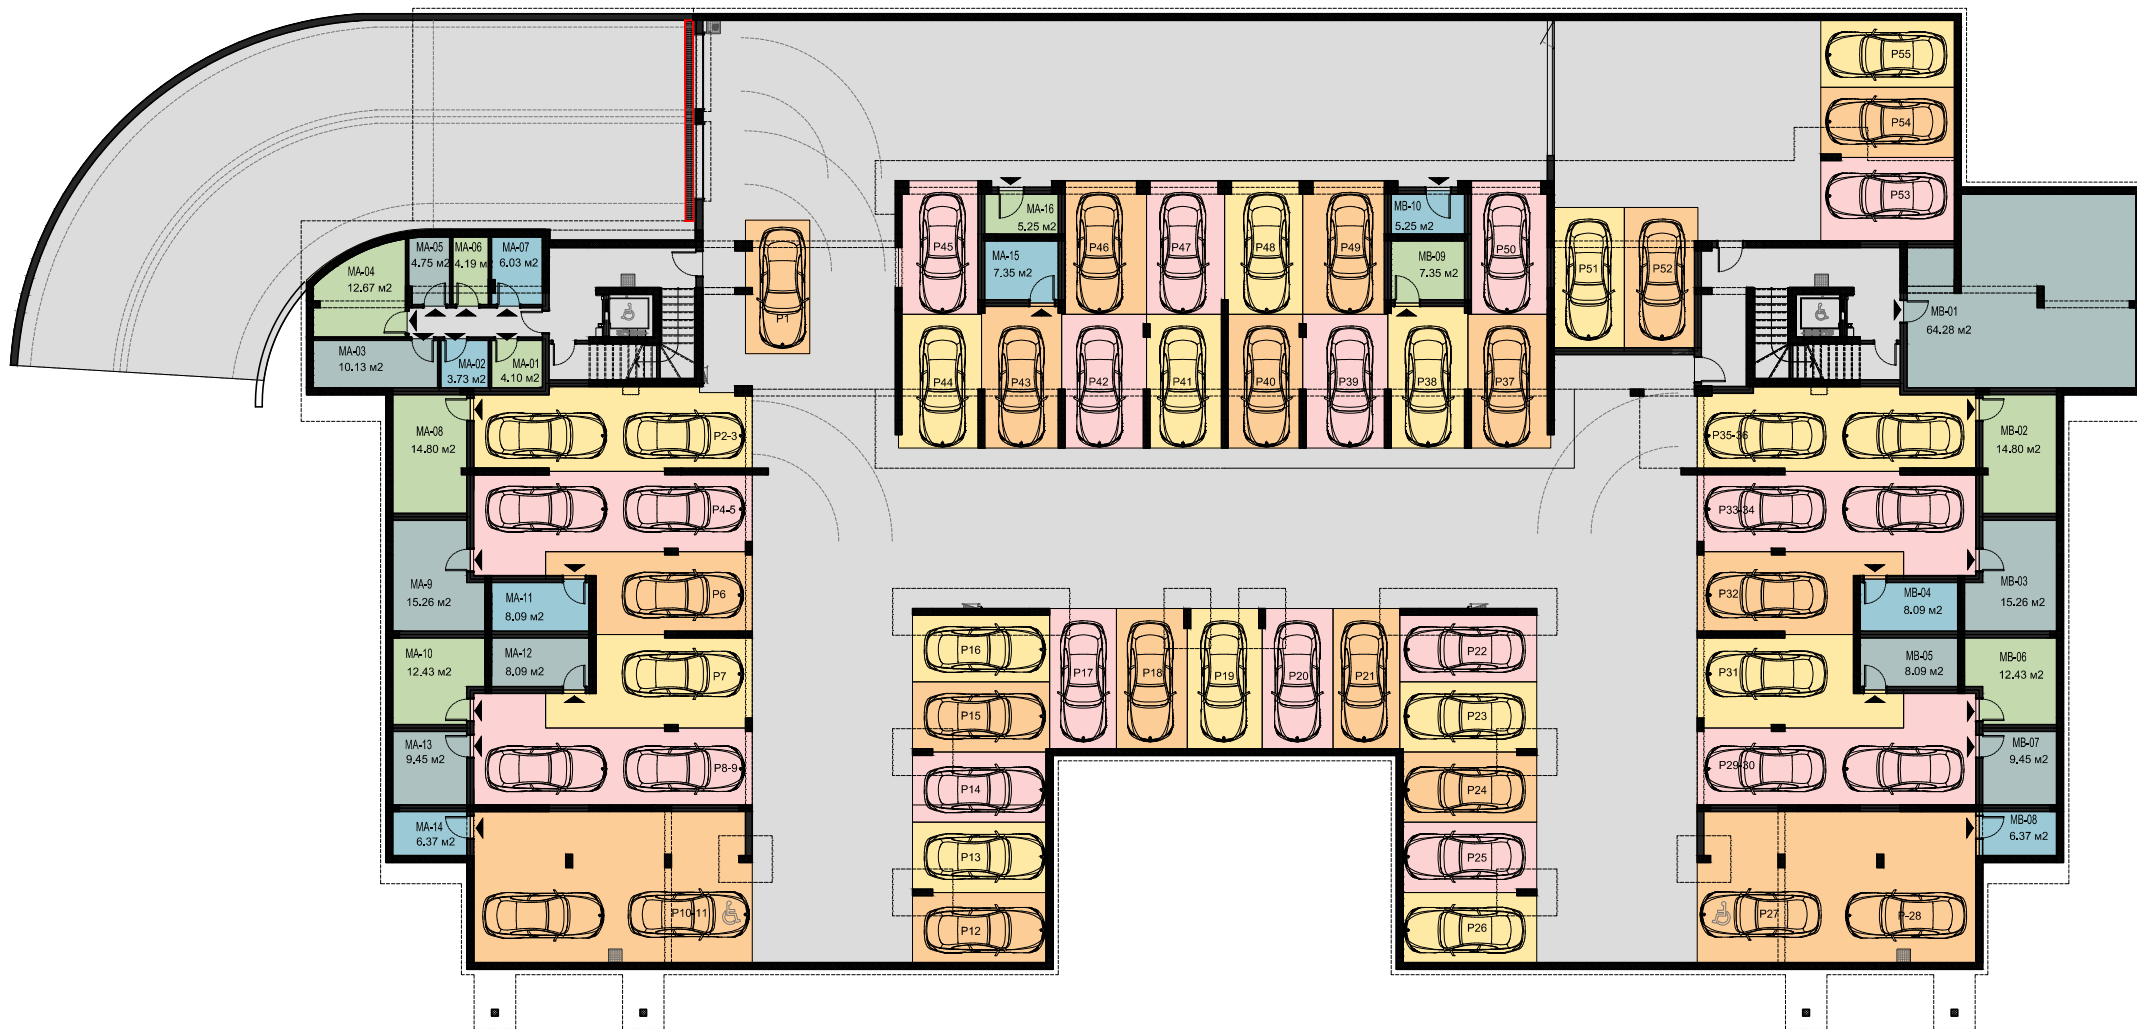 P55
P54
P53
MA-16
5.25 м2
MB-10
5.25 м2
P45
P46
P47
P48
P49
P50
MA-15
7.35 м2
MB-09
7.35 м2
P51
P52
MA-05
4.75 м2
MA-06
4.19 м2
MA-07
6.03 м2
MA-04
12.67 м2
P1
MB-01
64.28 м2
MA-03
10.13 м2
MA-02
3.73 м2
MA-01
4.10 м2
P44
P43
P42
P41
P40
P39
P38
P37
MA-08
14.80 м2
P2-3
P35-36
MB-02
14.80 м2
P4-5
P33-34
MA-9
15.26 м2
MA-11
8.09 м2
P6
P32
MB-04
8.09 м2
MB-03
15.26 м2
MA-10
12.43 м2
MA-12
8.09 м2
P7
P16
P17
P18
P19
P20
P21
P22
P31
MB-05
8.09 м2
MB-06
12.43 м2
P15
P23
MA-13
9.45 м2
P8-9
P14
P24
P29-30
MB-07
9.45 м2
MA-14
6.37 м2
P13
P25
MB-08
6.37 м2
P10-11
P12
P26
P27
P-28